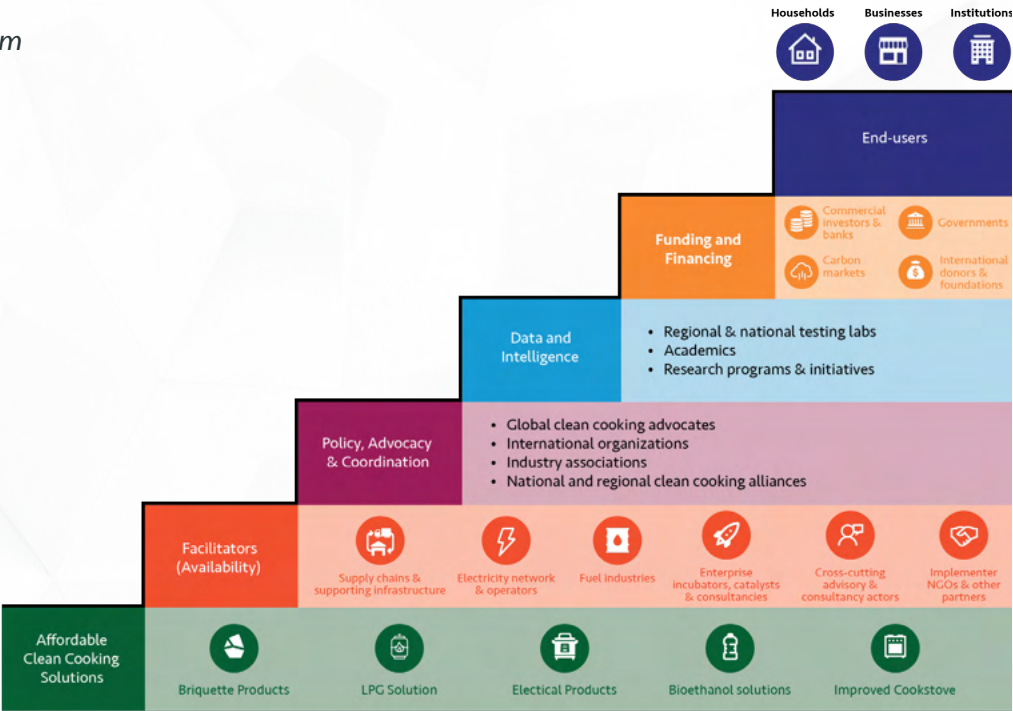 m
Households
Businesses
Institutions
End-users
Funding and
Financing
Commercial
investors &
banks
Governments
Carbon
markets
International
donors &
foundations
Data and
Intelligence
• Regional & national testing labs
• Academics
• Research programs & initiatives
Policy, Advocacy
& Coordination
• Global clean cooking advocates
• International organizations
• Industry associations
• National and regional clean cooking alliances
Facilitators
(Availability)
Supply chains &
supporting infrastructure
Electricity network
& operators
Fuel Industries
Enterprise
incubators, catalysts
& consultancies
Cross-cutting
advisory &
consultancy actors
Implementer
NGOs & other
partners
Affordable
Clean Cooking
Solutions
Briquette Products
LPG Solution
Electical Products
Bioethanol solutions
Improved Cookstove